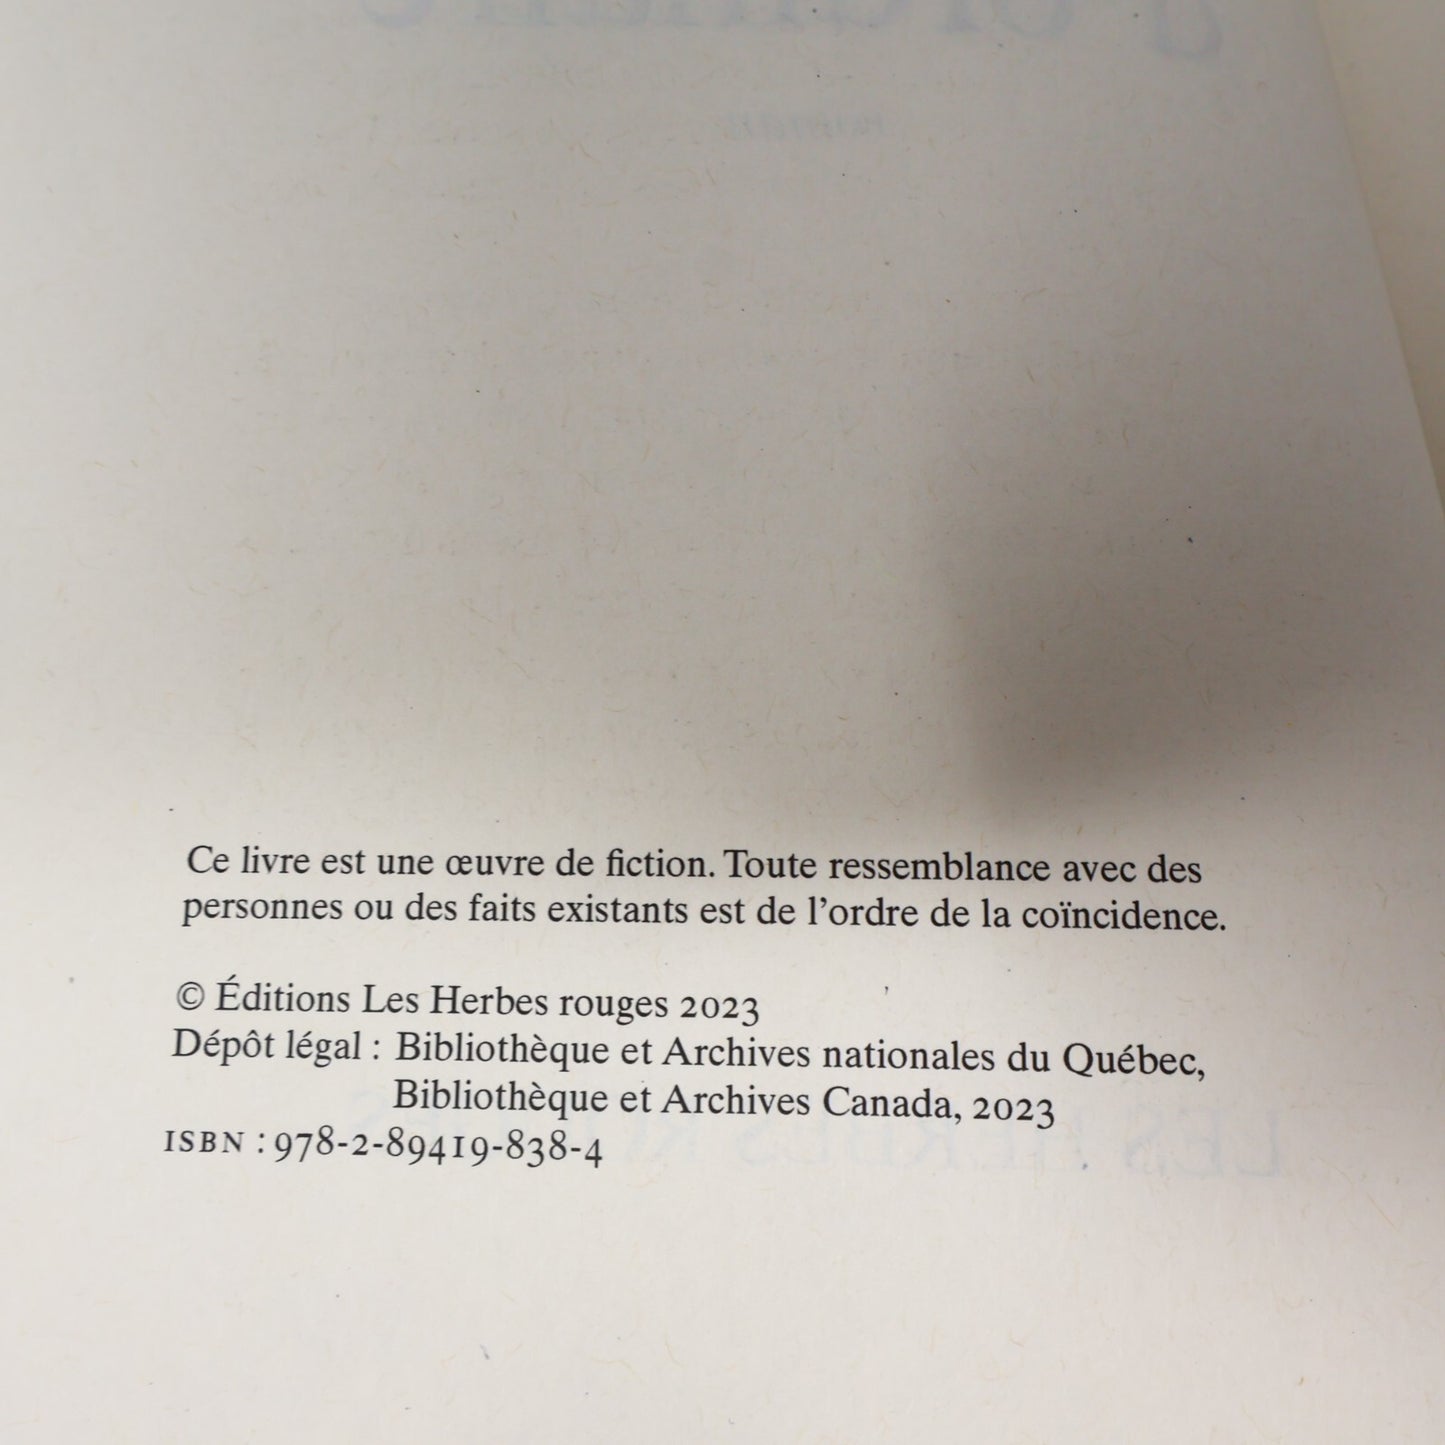 Ce livre est une œuvre de fiction. Toute ressemblance avec des
personnes ou des faits existants est de l’ordre de la coïncidence.
© Éditions Les Herbes rouges 2023
Dépôt légal : Bibliothèque et Archives nationales du Québec,
Bibliothèque et Archives Canada, 2023
ISBN : 978-2-89419-838-4